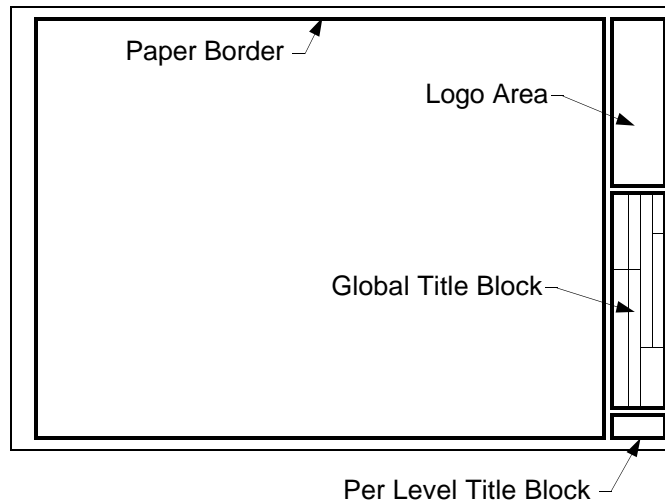 Paper Border
Logo Area
Global Title Block
Per Level Title Block